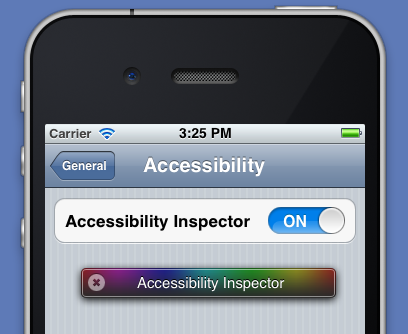 Carrier 3:25 PM
General Accessibility
Accessibility Inspector ON
Accessibility Inspector